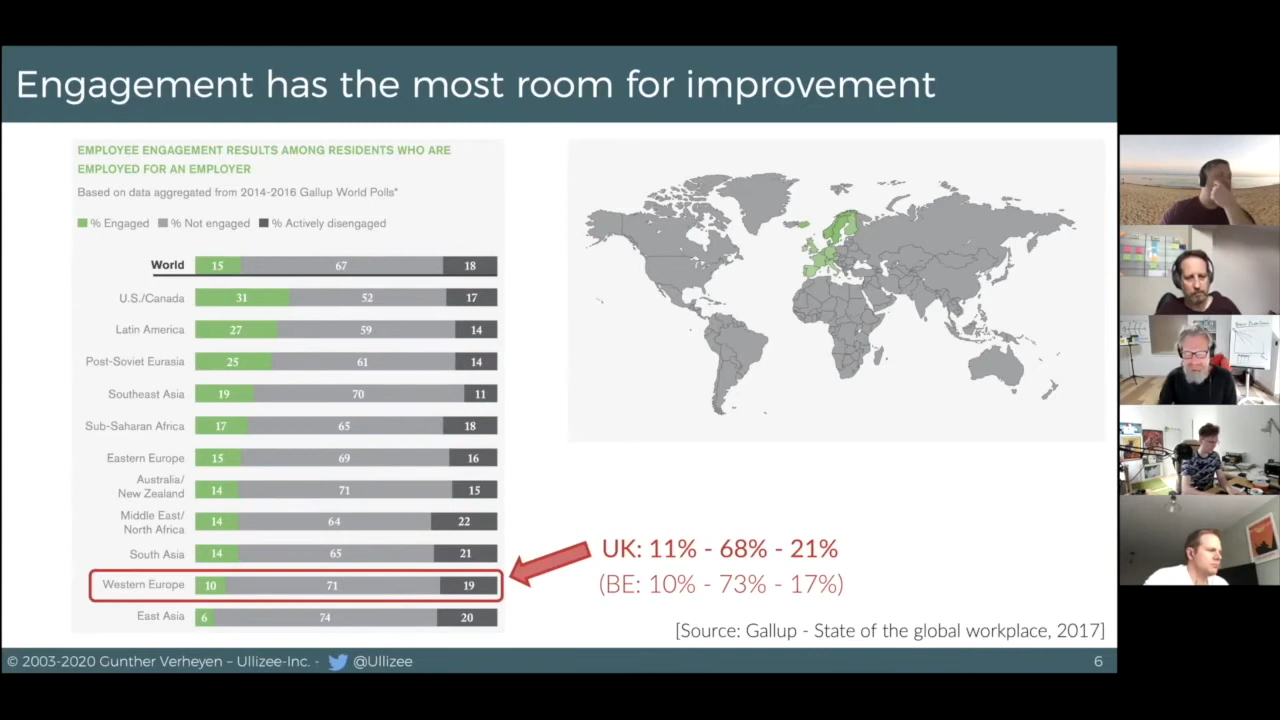 Engagement has the most room for improvement
EMPLOYEE ENGAGEMENT RESULTS AMONG RESIDENTS WHO ARE
EMPLOYED FOR AN EMPLOYER
Based on data aggregated from 2014-2016 Gallup World Polls*
% Engaged % Not engaged % Actively disengaged
World 15 67 18
U.S./Canada 31 52 17
Latin America 27 59 14
Post-Soviet Eurasia 25 61 14
Southeast Asia 19 70 11
Sub-Saharan Africa 17 65 18
Eastern Europe 15 69 16
Australia/
New Zealand 14 71 15
Middle East/
North Africa 14 64 22
South Asia 14 65 21
Western Europe 10 71 19
East Asia 6 74 20
UK: 11% - 68% - 21%
(BE: 10% - 73% - 17%)
[Source: Gallup - State of the global workplace, 2017]
© 2003-2020 Gunther Verheyen – Ullizee-Inc. - @Ullizee
6